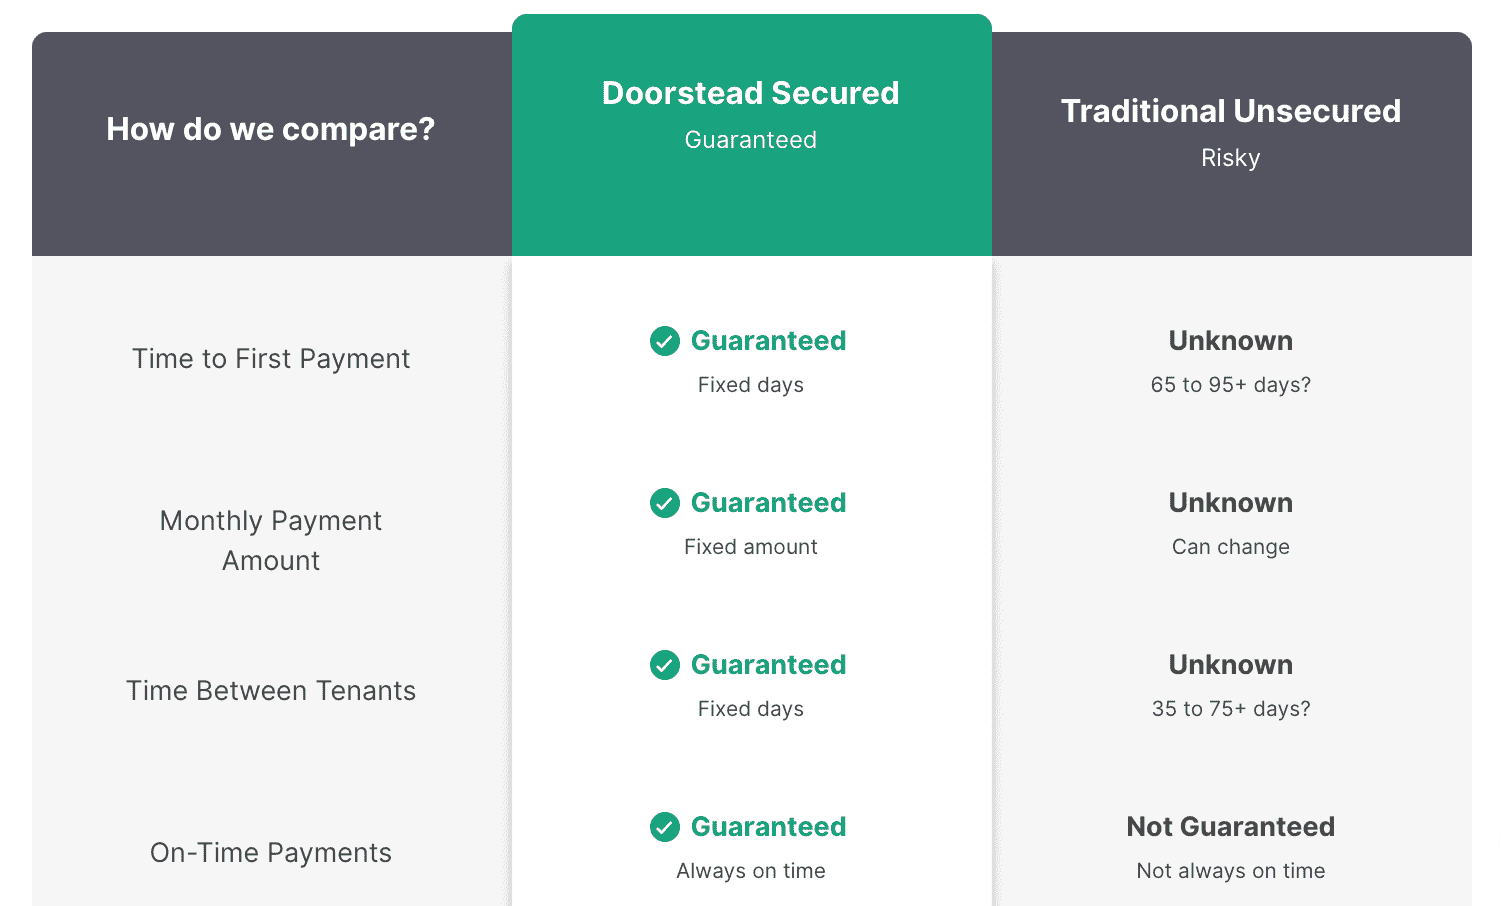 How do we compare?
Doorstead Secured
Guaranteed
Traditional Unsecured
Risky
Time to First Payment
Guaranteed
Fixed days
Unknown
65 to 95+ days?
Monthly Payment
Amount
Guaranteed
Fixed amount
Unknown
Can change
Time Between Tenants
Guaranteed
Fixed days
Unknown
35 to 75+ days?
On-Time Payments
Guaranteed
Always on time
Not Guaranteed
Not always on time